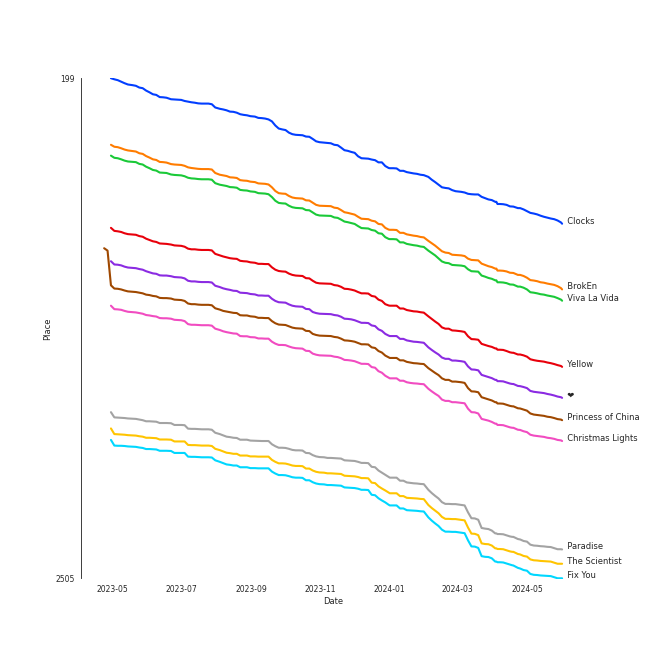 199
Clocks
BrokEn
Viva La Vida
Place
Yellow
❤
Princess of China
Christmas Lights
Paradise
The Scientist
Fix You
2505
2023-05 2023-07 2023-09 2023-11 2024-01 2024-03 2024-05
Date